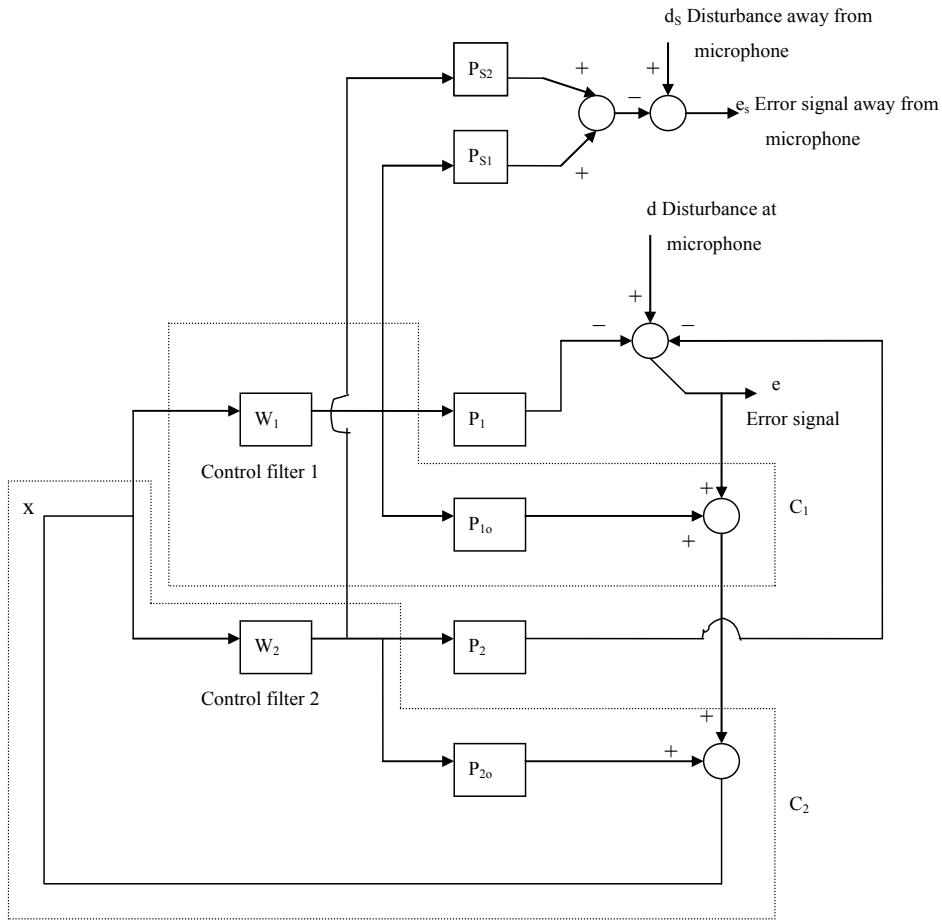 d_S Disturbance away from
microphone
P_S2
+
+
−
e_s Error signal away from
microphone
P_S1
+
d Disturbance at
microphone
+
−
−
e
Error signal
W_1
P_1
Control filter 1
+
x
P_1o
C_1
+
W_2
P_2
Control filter 2
+
+
P_2o
C_2